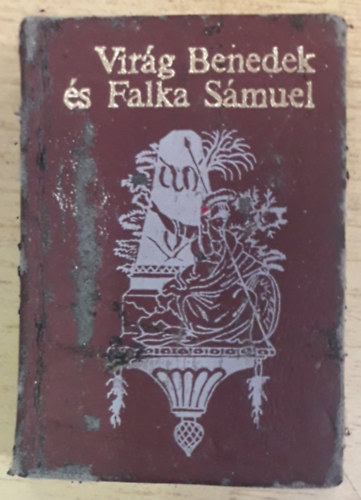 Virág Benedek
és Falka Sámuel